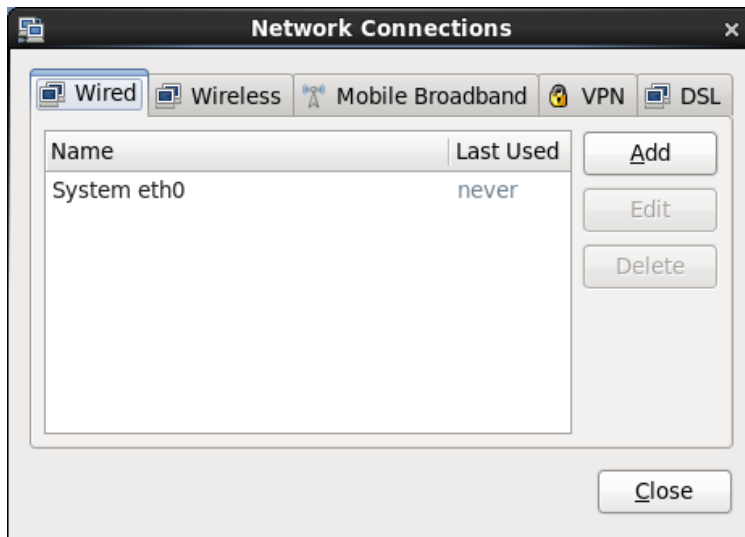 Network Connections
Wired Wireless Mobile Broadband VPN DSL
Name Last Used
System eth0 never
Add
Edit
Delete
Close